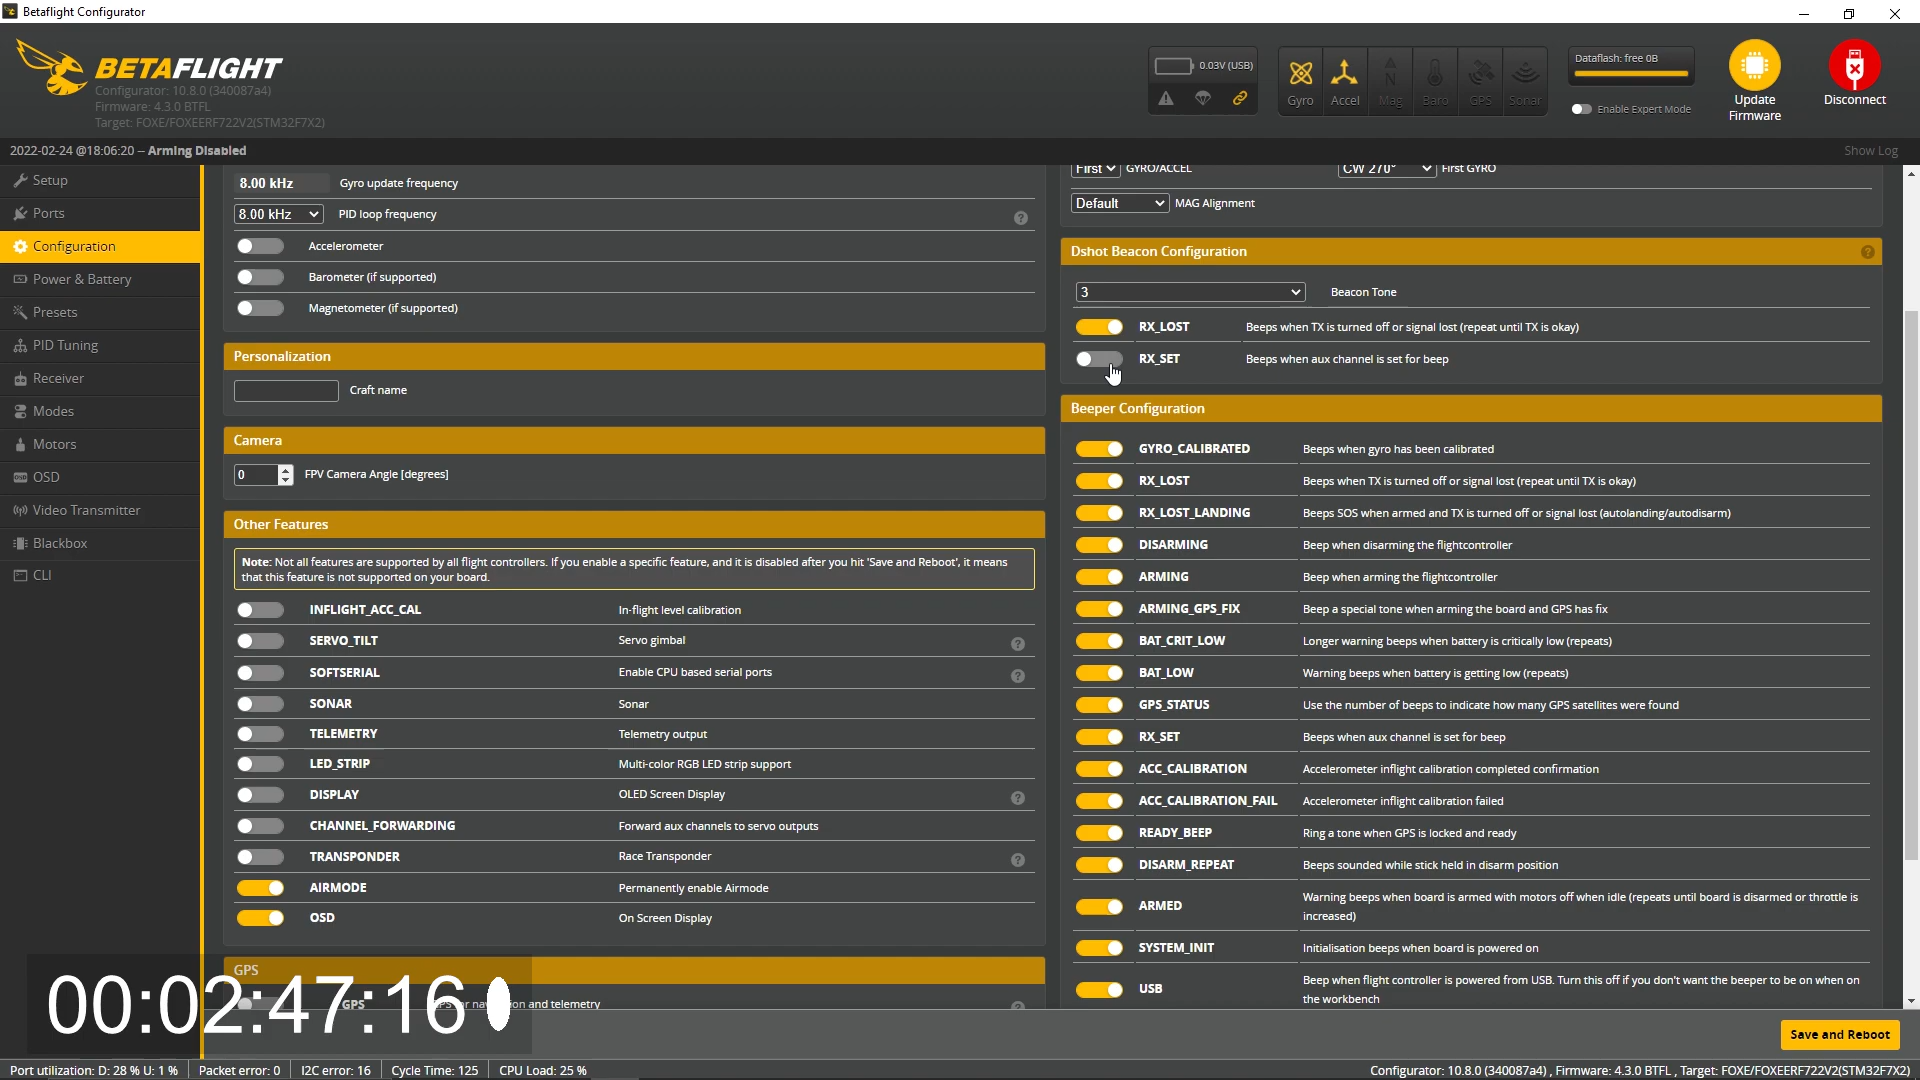 Betaflight Configurator
BETAFLIGHT
Configurator: 10.8.0 (340087a4)
Firmware: 4.3.0 BTFL
Target: FOXE/FOXEERF722V2(STM32F7X2)
0.03V (USB)
Gyro
Accel
Mag
Baro
GPS
Sonar
Dataflash: free 0B
Enable Expert Mode
Update
Firmware
Disconnect
2022-02-24 @18:06:20 -- Arming Disabled
Show Log
Setup
Ports
Configuration
Power & Battery
Presets
PID Tuning
Receiver
Modes
Motors
OSD
Video Transmitter
Blackbox
CLI
8.00 kHz Gyro update frequency
8.00 kHz PID loop frequency
Accelerometer
Barometer (if supported)
Magnetometer (if supported)
Personalization
Craft name
Camera
0 FPV Camera Angle [degrees]
Other Features
Note: Not all features are supported by all flight controllers. If you enable a specific feature, and it is disabled after you hit 'Save and Reboot', it means
that this feature is not supported on your board.
INFLIGHT_ACC_CAL In-flight level calibration
SERVO_TILT Servo gimbal
SOFTSERIAL Enable CPU based serial ports
SONAR Sonar
TELEMETRY Telemetry output
LED_STRIP Multi-color RGB LED strip support
DISPLAY OLED Screen Display
CHANNEL_FORWARDING Forward aux channels to servo outputs
TRANSPONDER Race Transponder
AIRMODE Permanently enable Airmode
OSD On Screen Display
GPS
GPS and telemetry
00:02:47:16
First GYRO/ACCEL CW 270° First GYRO
Default MAG Alignment
Dshot Beacon Configuration
3 Beacon Tone
RX_LOST Beeps when TX is turned off or signal lost (repeat until TX is okay)
RX_SET Beeps when aux channel is set for beep
Beeper Configuration
GYRO_CALIBRATED Beeps when gyro has been calibrated
RX_LOST Beeps when TX is turned off or signal lost (repeat until TX is okay)
RX_LOST_LANDING Beeps SOS when armed and TX is turned off or signal lost (autolanding/autodisarm)
DISARMING Beep when disarming the flightcontroller
ARMING Beep when arming the flightcontroller
ARMING_GPS_FIX Beep a special tone when arming the board and GPS has fix
BAT_CRIT_LOW Longer warning beeps when battery is critically low (repeats)
BAT_LOW Warning beeps when battery is getting low (repeats)
GPS_STATUS Use the number of beeps to indicate how many GPS satellites were found
RX_SET Beeps when aux channel is set for beep
ACC_CALIBRATION Accelerometer inflight calibration completed confirmation
ACC_CALIBRATION_FAIL Accelerometer inflight calibration failed
READY_BEEP Ring a tone when GPS is locked and ready
DISARM_REPEAT Beeps sounded while stick held in disarm position
ARMED Warning beeps when board is armed with motors off when idle (repeats until board is disarmed or throttle is
increased)
SYSTEM_INIT Initialisation beeps when board is powered on
USB Beep when flight controller is powered from USB. Turn this off if you don't want the beeper to be on when on
the workbench
Save and Reboot
Port utilization: D: 28 % U: 1 % Packet error: 0 I2C error: 16 Cycle Time: 125 CPU Load: 25 %
Configurator: 10.8.0 (340087a4) , Firmware: 4.3.0 BTFL , Target: FOXE/FOXEERF722V2(STM32F7X2)